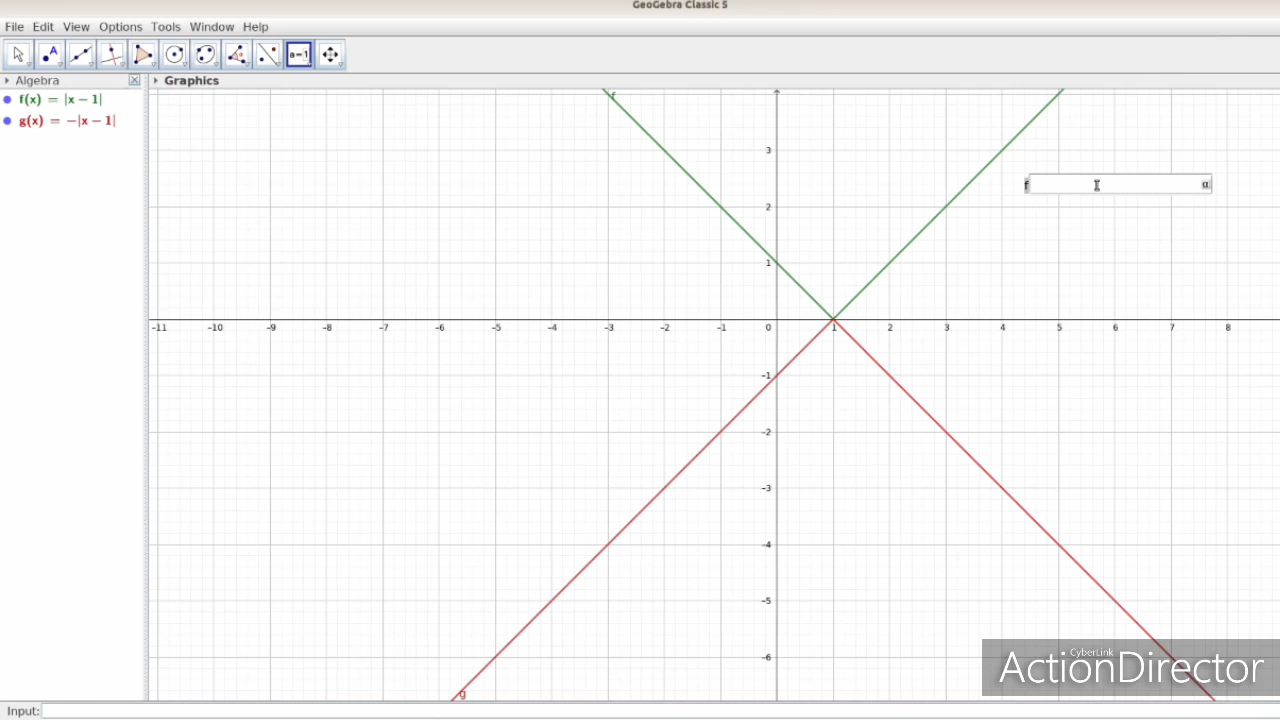 GeoGebra Classic 5
File Edit View Options Tools Window Help
A
a=1
Algebra
Graphics
f(x) = |x − 1|
g(x) = −|x − 1|
f
3
f α
2
1
-11 -10 -9 -8 -7 -6 -5 -4 -3 -2 -1 0 1 2 3 4 5 6 7 8
-1
-2
-3
-4
-5
-6
CyberLink
ActionDirector
g
Input: